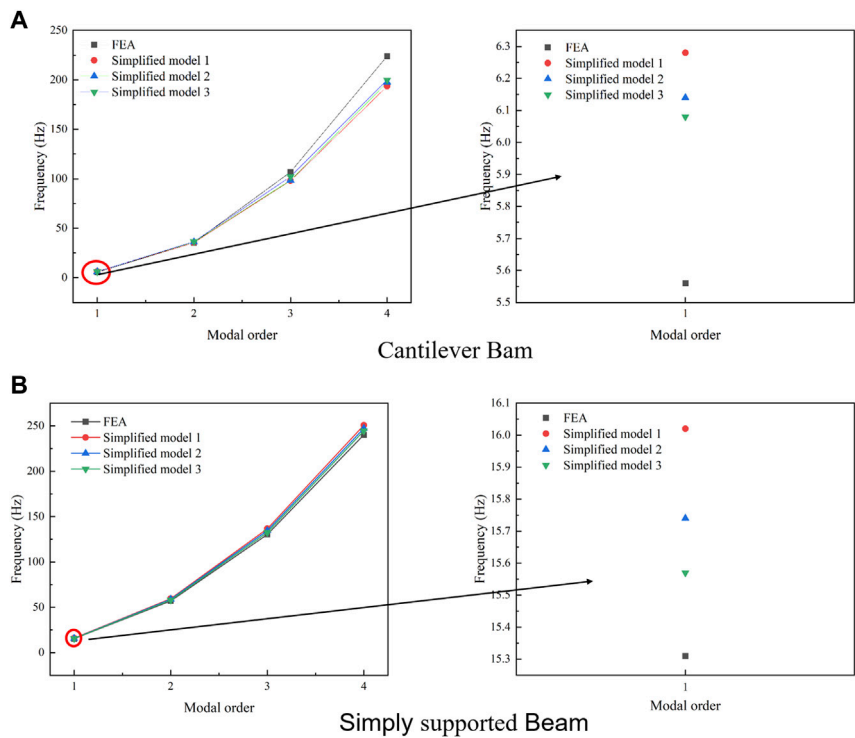 A
FEA
Simplified model 1
Simplified model 2
Simplified model 3
250
200
150
100
50
0
1
2
3
4
Frequency (Hz)
Modal order
FEA
Simplified model 1
Simplified model 2
Simplified model 3
6.3
6.2
6.1
6.0
5.9
5.8
5.7
5.6
5.5
1
Frequency (Hz)
Modal order
Cantilever Bam
B
FEA
Simplified model 1
Simplified model 2
Simplified model 3
250
200
150
100
50
0
1
2
3
4
Frequency (Hz)
Modal order
FEA
Simplified model 1
Simplified model 2
Simplified model 3
16.1
16.0
15.9
15.8
15.7
15.6
15.5
15.4
15.3
1
Frequency (Hz)
Modal order
Simply supported Beam